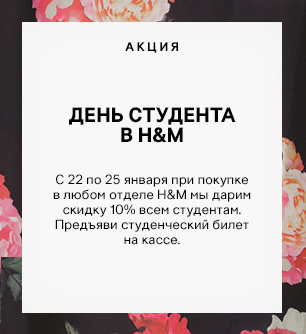 АКЦИЯ
ДЕНЬ СТУДЕНТА
В H&M
С 22 по 25 января при покупке
в любом отделе H&M мы дарим
скидку 10% всем студентам.
Предъяви студенческий билет
на кассе.